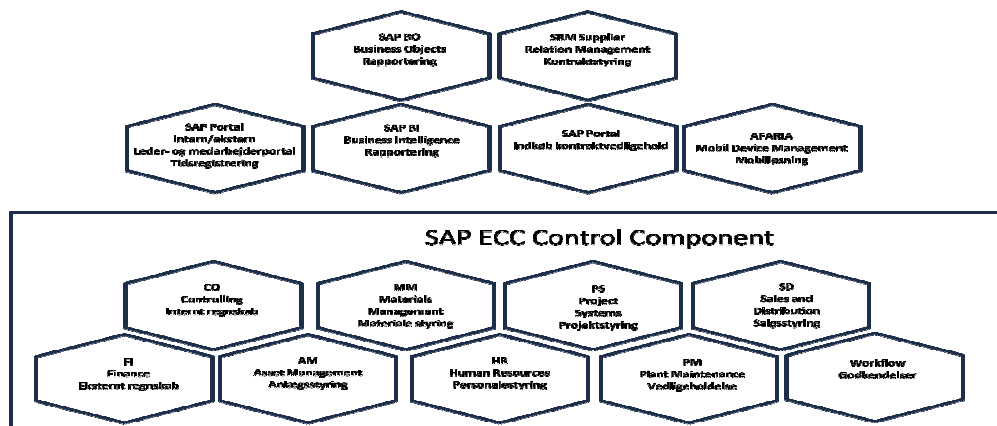 SAP BO
Business Objects
Rapportering
SRM Supplier
Relation Management
Kontraktstyring
SAP Portal
Intern/ekstern
Leder- og medarbejderportal
Tidsregistrering
SAP BI
Business Intelligence
Rapportering
SAP Portal
Indkøb kontraktvedligehold
AFARIA
Mobil Device Management
Mobilløsning
SAP ECC Control Component
CO
Controlling
Internt regnskab
MM
Materials
Management
Materiale styring
PS
Project
Systems
Projektstyring
SD
Sales and
Distribution
Salgsstyring
FI
Finance
Eksternt regnskab
AM
Asset Management
Anlægsstyring
HR
Human Resources
Personalestyring
PM
Plant Maintenance
Vedligeholdelse
Workflow
Godkendelser